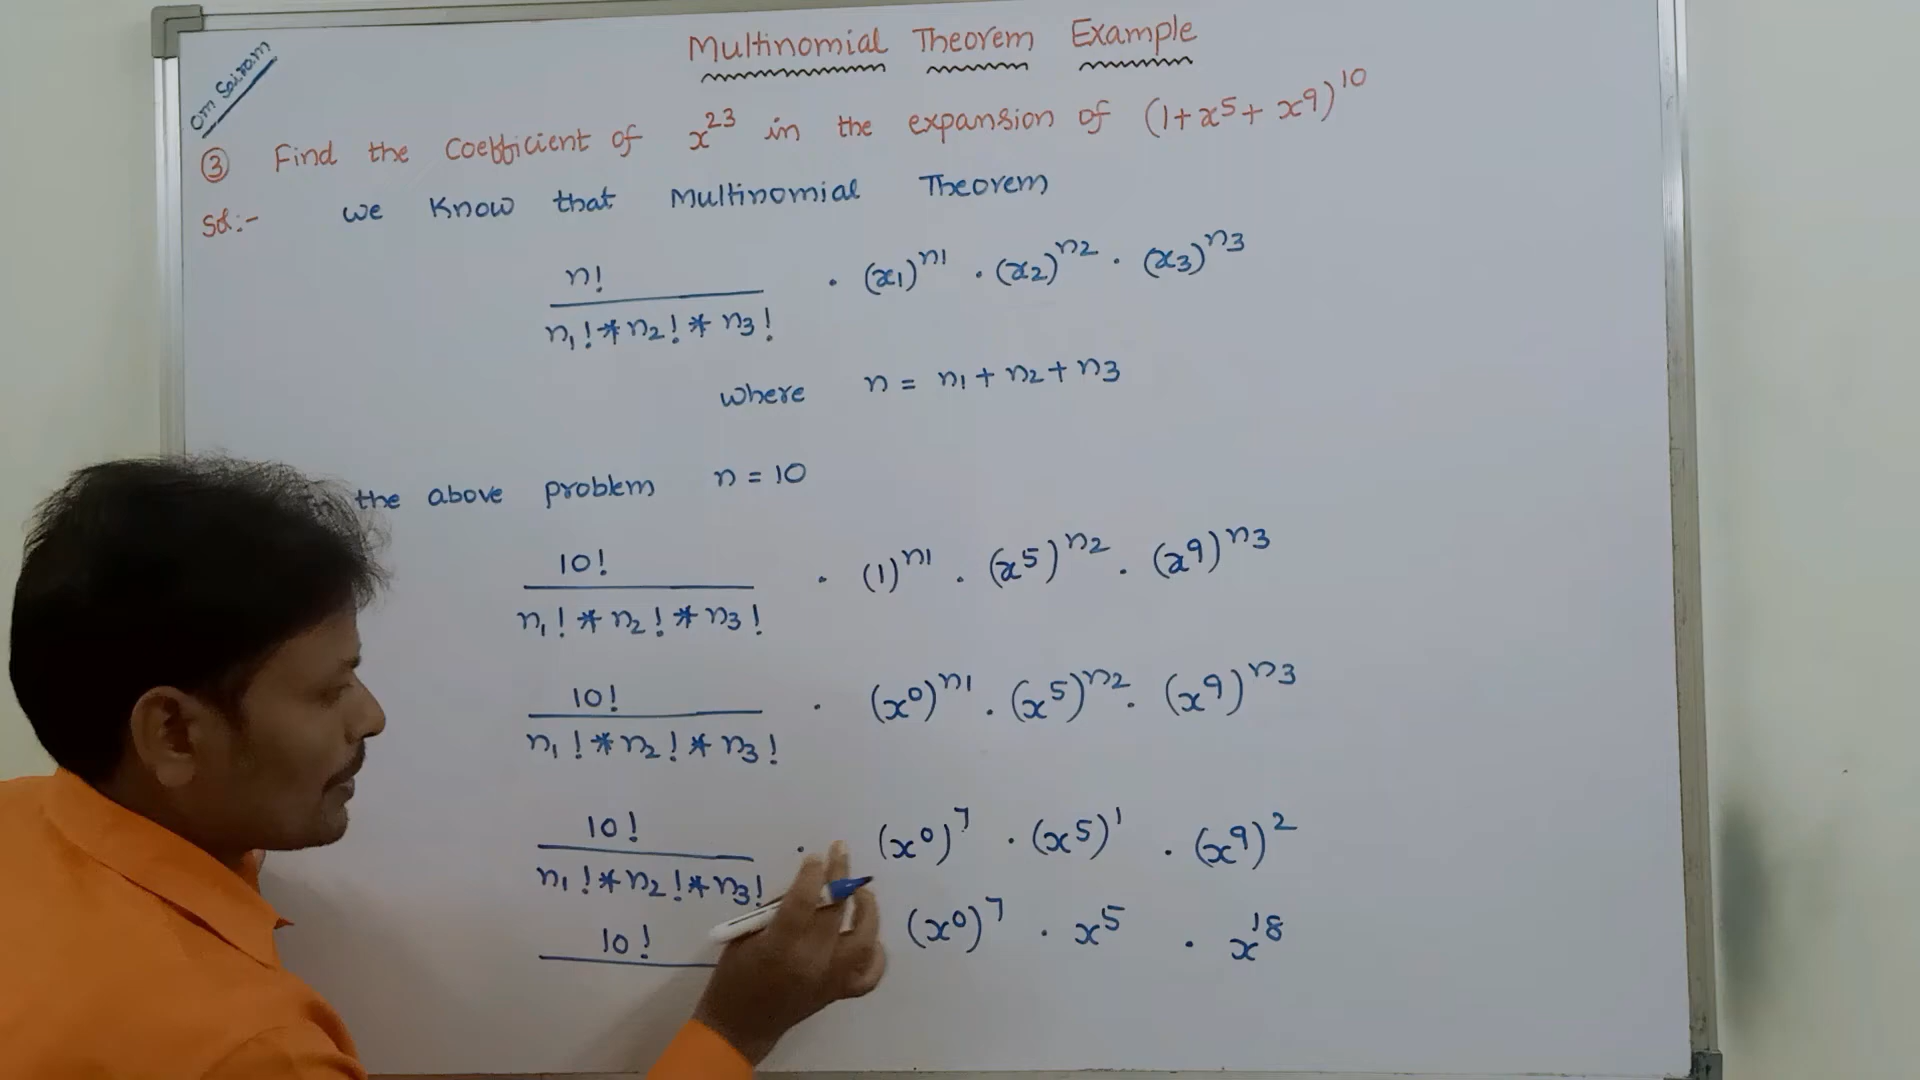 Om Sairam
Multinomial Theorem Example
③ Find the Coefficient of x^23 in the expansion of (1+x^5+x^9)^10
Sol:- we Know that Multinomial Theorem
n! / n1! * n2! * n3! · (x1)^n1 · (x2)^n2 · (x3)^n3
where n = n1 + n2 + n3
the above problem n = 10
10! / n1! * n2! * n3! · (1)^n1 · (x^5)^n2 · (x^9)^n3
10! / n1! * n2! * n3! · (x^0)^n1 · (x^5)^n2 · (x^9)^n3
10! / n1! * n2! * n3! · (x^0)^7 · (x^5)^1 · (x^9)^2
10! (x^0)^7 · x^5 · x^18